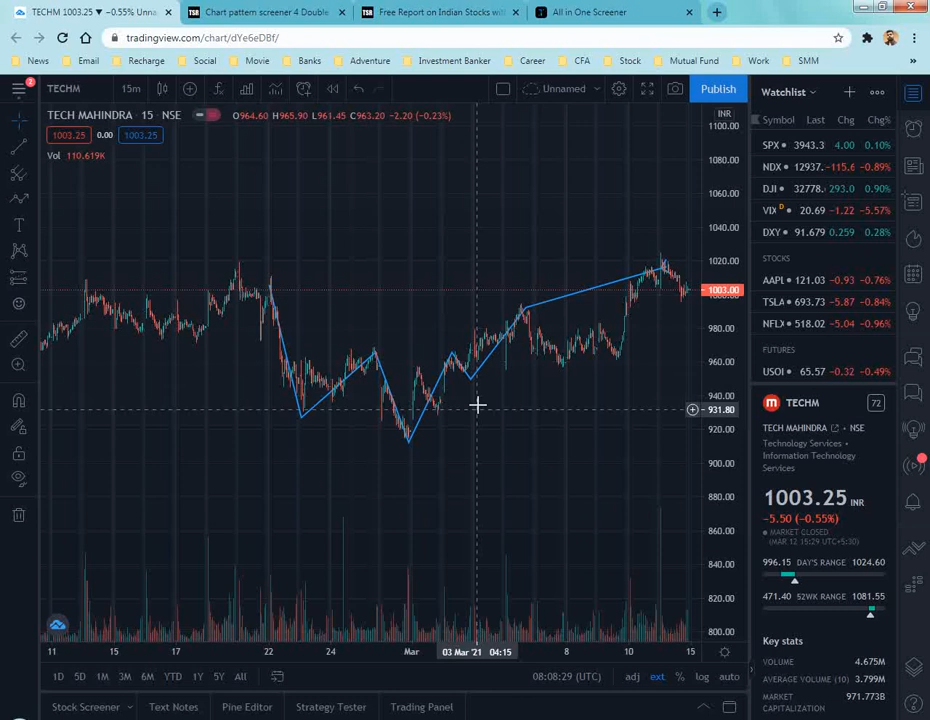 TECHM 1003.25 ▼ −0.55% Unna
Chart pattern screener 4 Double
Free Report on Indian Stocks with
All in One Screener
tradingview.com/chart/dYe6eDBf/
News Email Recharge Social Movie Banks Adventure Investment Banker Career CFA Stock Mutual Fund Work SMM »
2
TECHM 15m Unnamed Publish
TECH MAHINDRA · 15 · NSE O964.60 H965.90 L961.45 C963.20 −2.20 (−0.23%)
1003.25 0.00 1003.25
Vol 110.619K
INR
1100.00
1080.00
1060.00
1040.00
1020.00
1003.00
980.00
960.00
940.00
931.80
920.00
900.00
880.00
860.00
840.00
820.00
800.00
11 15 17 22 24 Mar 03 Mar '21 04:15 8 10 15
1D 5D 1M 3M 6M YTD 1Y 5Y All
08:08:29 (UTC) adj ext % log auto
Stock Screener Text Notes Pine Editor Strategy Tester Trading Panel
Watchlist
Symbol Last Chg Chg%
SPX 3943.3 4.00 0.10%
NDX 12937. −115.6 −0.89%
DJI 32778. 293.0 0.90%
VIX D 20.69 −1.22 −5.57%
DXY 91.679 0.259 0.28%
STOCKS
AAPL 121.03 −0.93 −0.76%
TSLA 693.73 −5.87 −0.84%
NFLX 518.02 −5.04 −0.96%
FUTURES
USOI 65.57 −0.32 −0.49%
TECHM 72
TECH MAHINDRA • NSE
Technology Services •
Information Technology
Services
1003.25 INR
−5.50 (−0.55%)
MARKET CLOSED
(MAR 12 15:29 UTC+5:30)
996.15 DAY'S RANGE 1024.60
471.40 52WK RANGE 1081.55
Key stats
VOLUME 4.675M
AVERAGE VOLUME (10) 3.799M
MARKET
CAPITALIZATION 971.773B